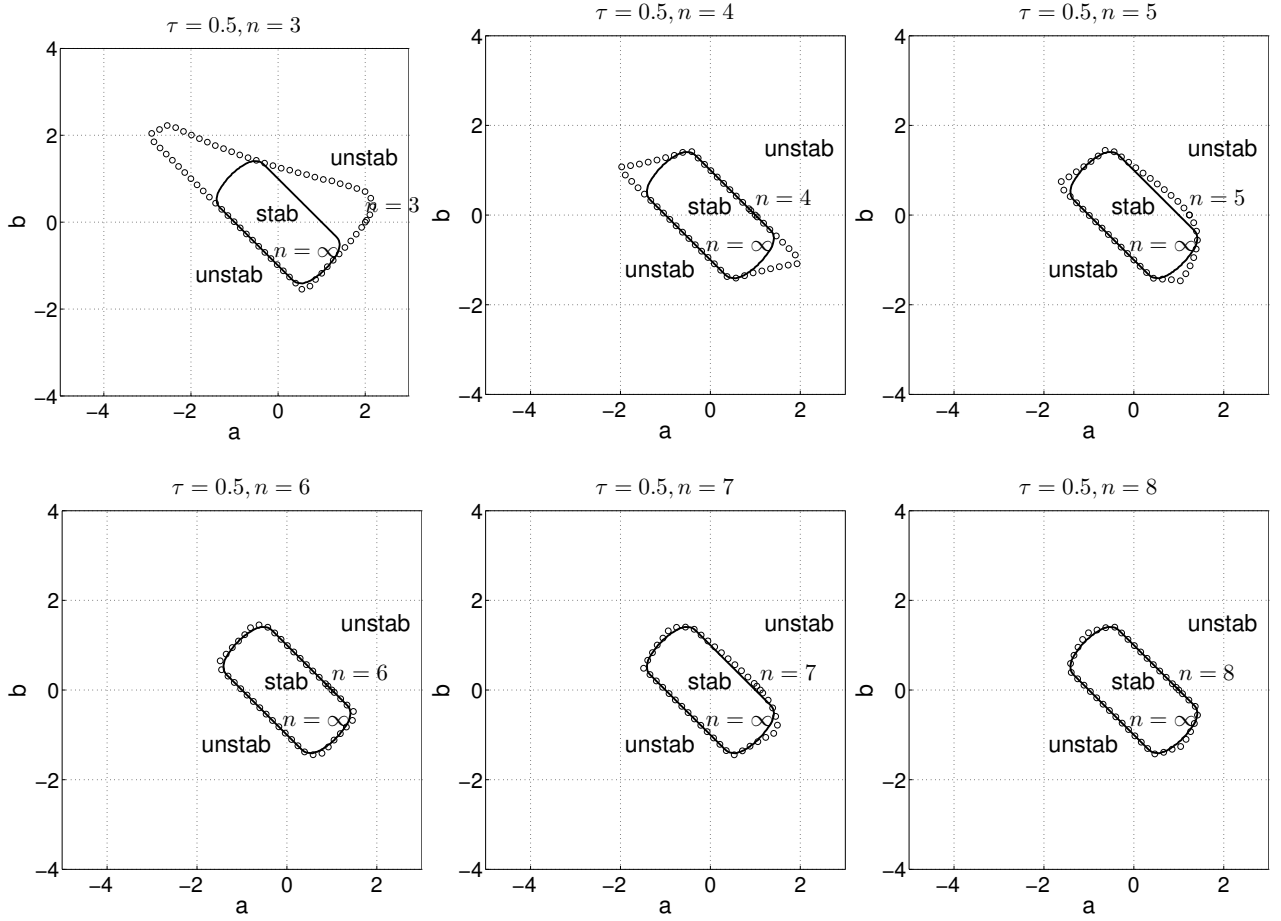 τ = 0.5, n = 3
4
2
0
−2
−4
−4
−2
0
2
a
b
unstab
n = 3
stab
n = ∞
unstab
τ = 0.5, n = 4
4
2
0
−2
−4
−4
−2
0
2
a
b
unstab
n = 4
stab
n = ∞
unstab
τ = 0.5, n = 5
4
2
0
−2
−4
−4
−2
0
2
a
b
unstab
n = 5
stab
n = ∞
unstab
τ = 0.5, n = 6
4
2
0
−2
−4
−4
−2
0
2
a
b
unstab
n = 6
stab
n = ∞
unstab
τ = 0.5, n = 7
4
2
0
−2
−4
−4
−2
0
2
a
b
unstab
n = 7
stab
n = ∞
unstab
τ = 0.5, n = 8
4
2
0
−2
−4
−4
−2
0
2
a
b
unstab
n = 8
stab
n = ∞
unstab